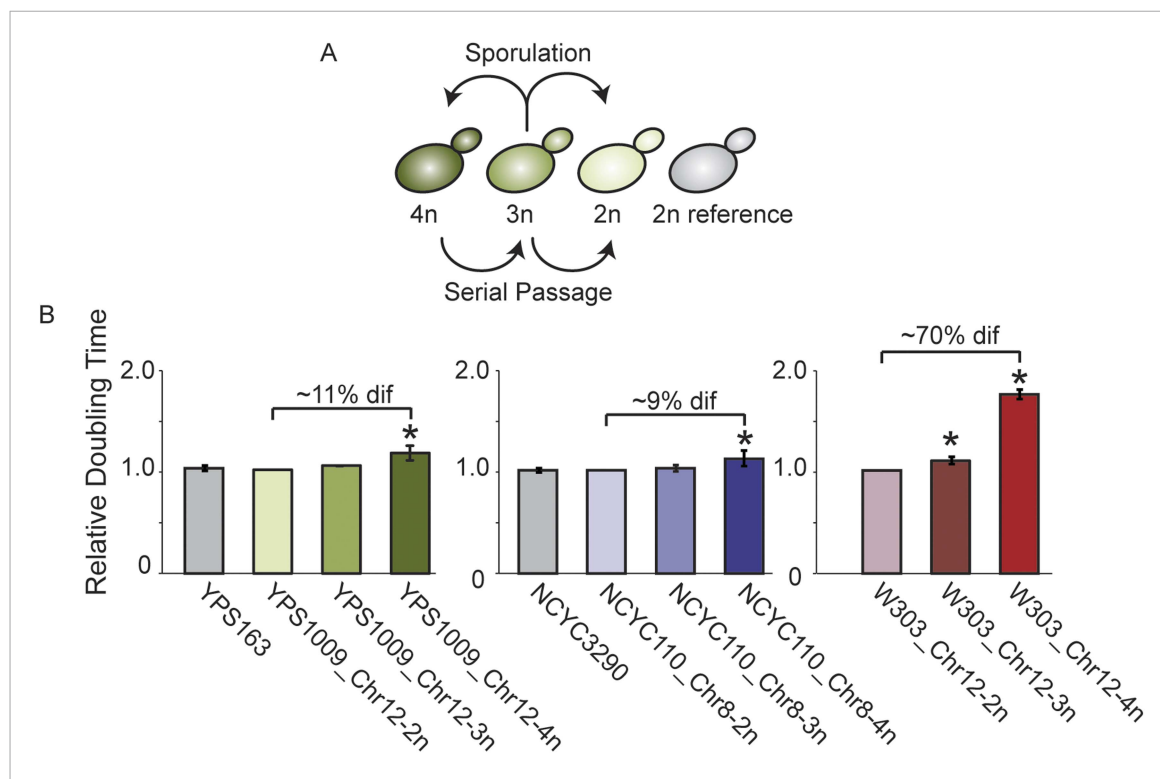 A
Sporulation
4n 3n 2n 2n reference
Serial Passage
B
Relative Doubling Time
2.0
1.0
0
~11% dif
*
YPS163
YPS1009_Chr12-2n
YPS1009_Chr12-3n
YPS1009_Chr12-4n
2.0
1.0
0
~9% dif
*
NCYC3290
NCYC110_Chr8-2n
NCYC110_Chr8-3n
NCYC110_Chr8-4n
2.0
1.0
0
~70% dif
*
*
W303_Chr12-2n
W303_Chr12-3n
W303_Chr12-4n